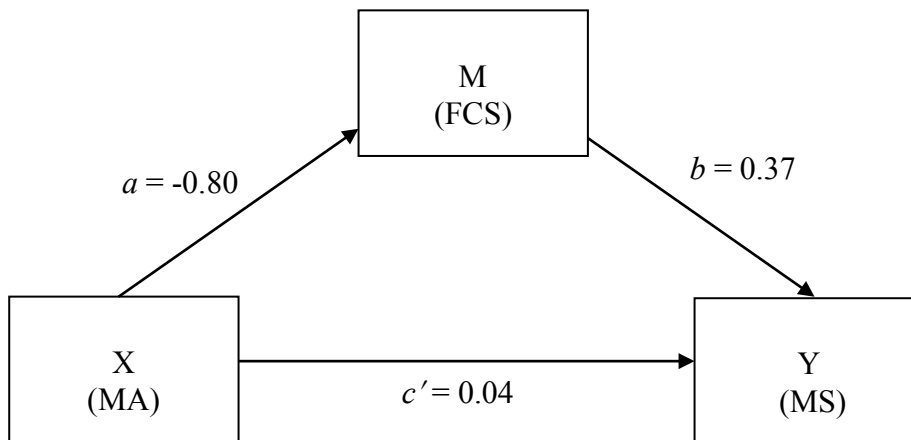 M
(FCS)
a = -0.80
b = 0.37
X
(MA)
c′ = 0.04
Y
(MS)